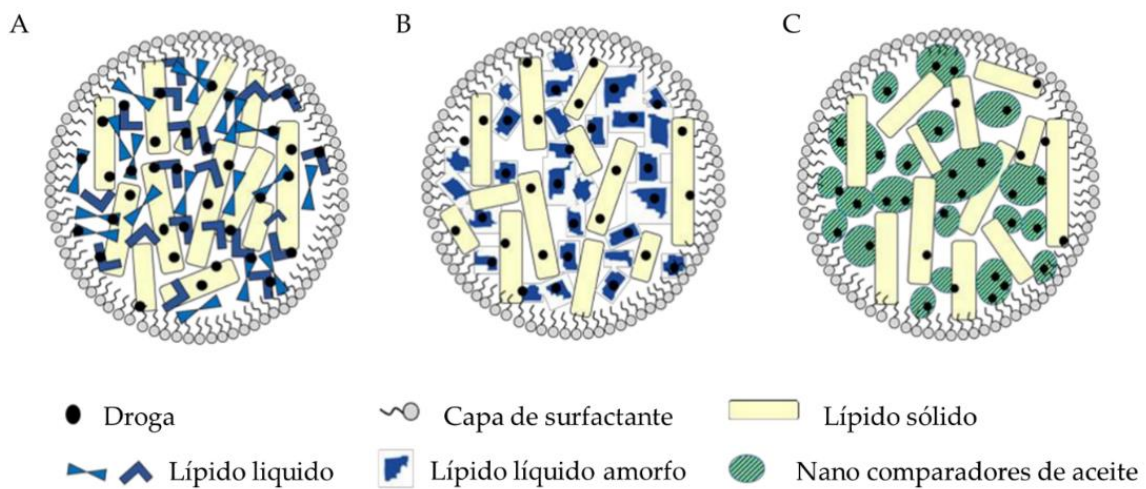 A
B
C
Droga
Capa de surfactante
Lípido sólido
Lípido liquido
Lípido líquido amorfo
Nano comparadores de aceite